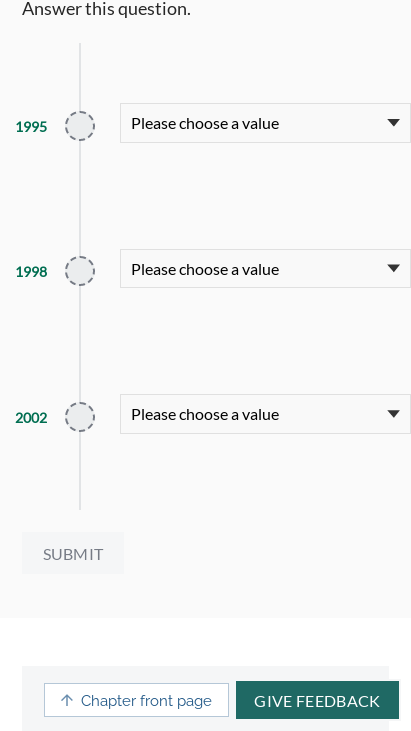 Answer this question.
1995
Please choose a value
1998
Please choose a value
2002
Please choose a value
SUBMIT
↑ Chapter front page
GIVE FEEDBACK